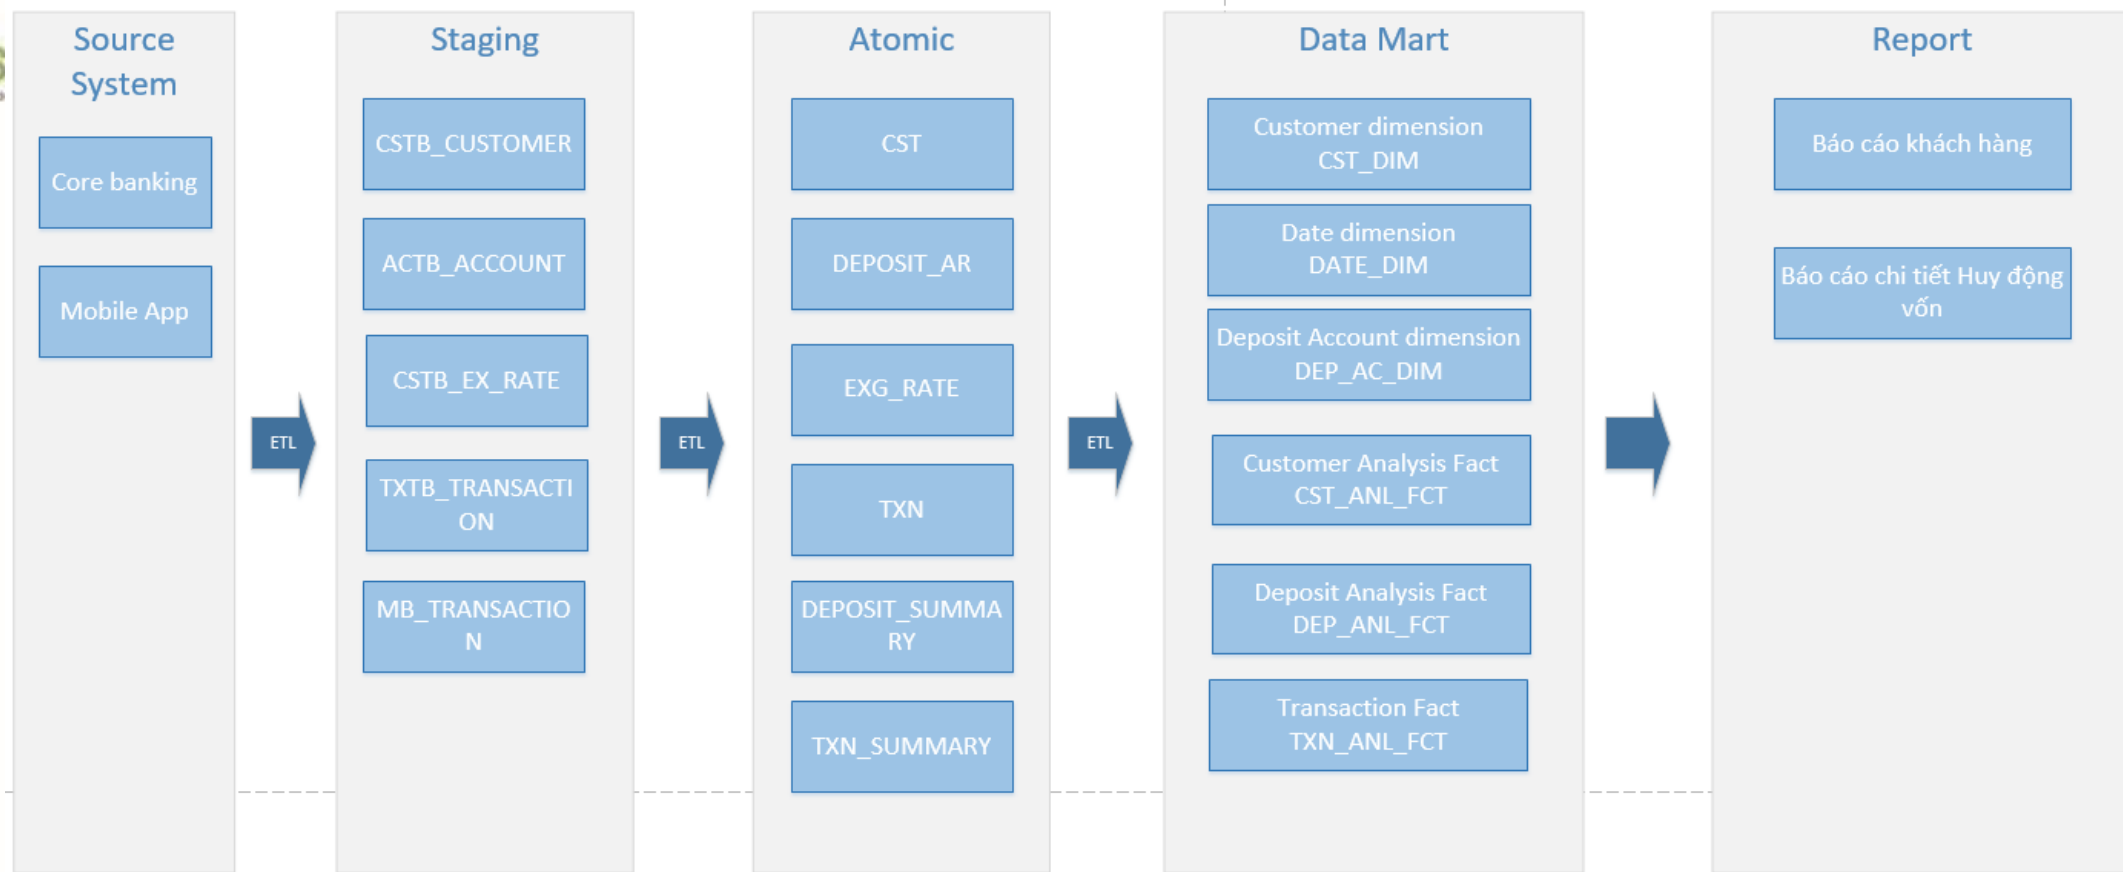 Source
System
Core banking
Mobile App
ETL
Staging
CSTB_CUSTOMER
ACTB_ACCOUNT
CSTB_EX_RATE
TXTB_TRANSACTI
ON
MB_TRANSACTIO
N
ETL
Atomic
CST
DEPOSIT_AR
EXG_RATE
TXN
DEPOSIT_SUMMA
RY
TXN_SUMMARY
ETL
Data Mart
Customer dimension
CST_DIM
Date dimension
DATE_DIM
Deposit Account dimension
DEP_AC_DIM
Customer Analysis Fact
CST_ANL_FCT
Deposit Analysis Fact
DEP_ANL_FCT
Transaction Fact
TXN_ANL_FCT
Report
Báo cáo khách hàng
Báo cáo chi tiết Huy động
vốn